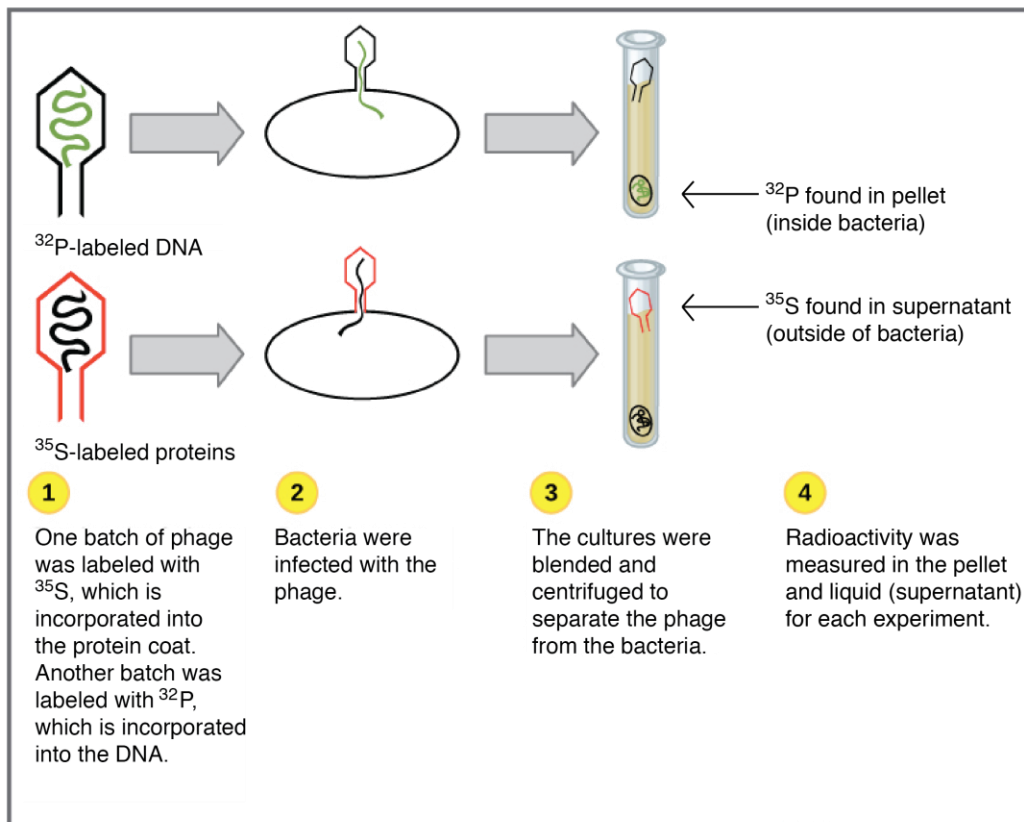 ³²P-labeled DNA
³²P found in pellet
(inside bacteria)
³⁵S-labeled proteins
³⁵S found in supernatant
(outside of bacteria)
1
One batch of phage
was labeled with
³⁵S, which is
incorporated into
the protein coat.
Another batch was
labeled with ³²P,
which is incorporated
into the DNA.
2
Bacteria were
infected with the
phage.
3
The cultures were
blended and
centrifuged to
separate the phage
from the bacteria.
4
Radioactivity was
measured in the pellet
and liquid (supernatant)
for each experiment.